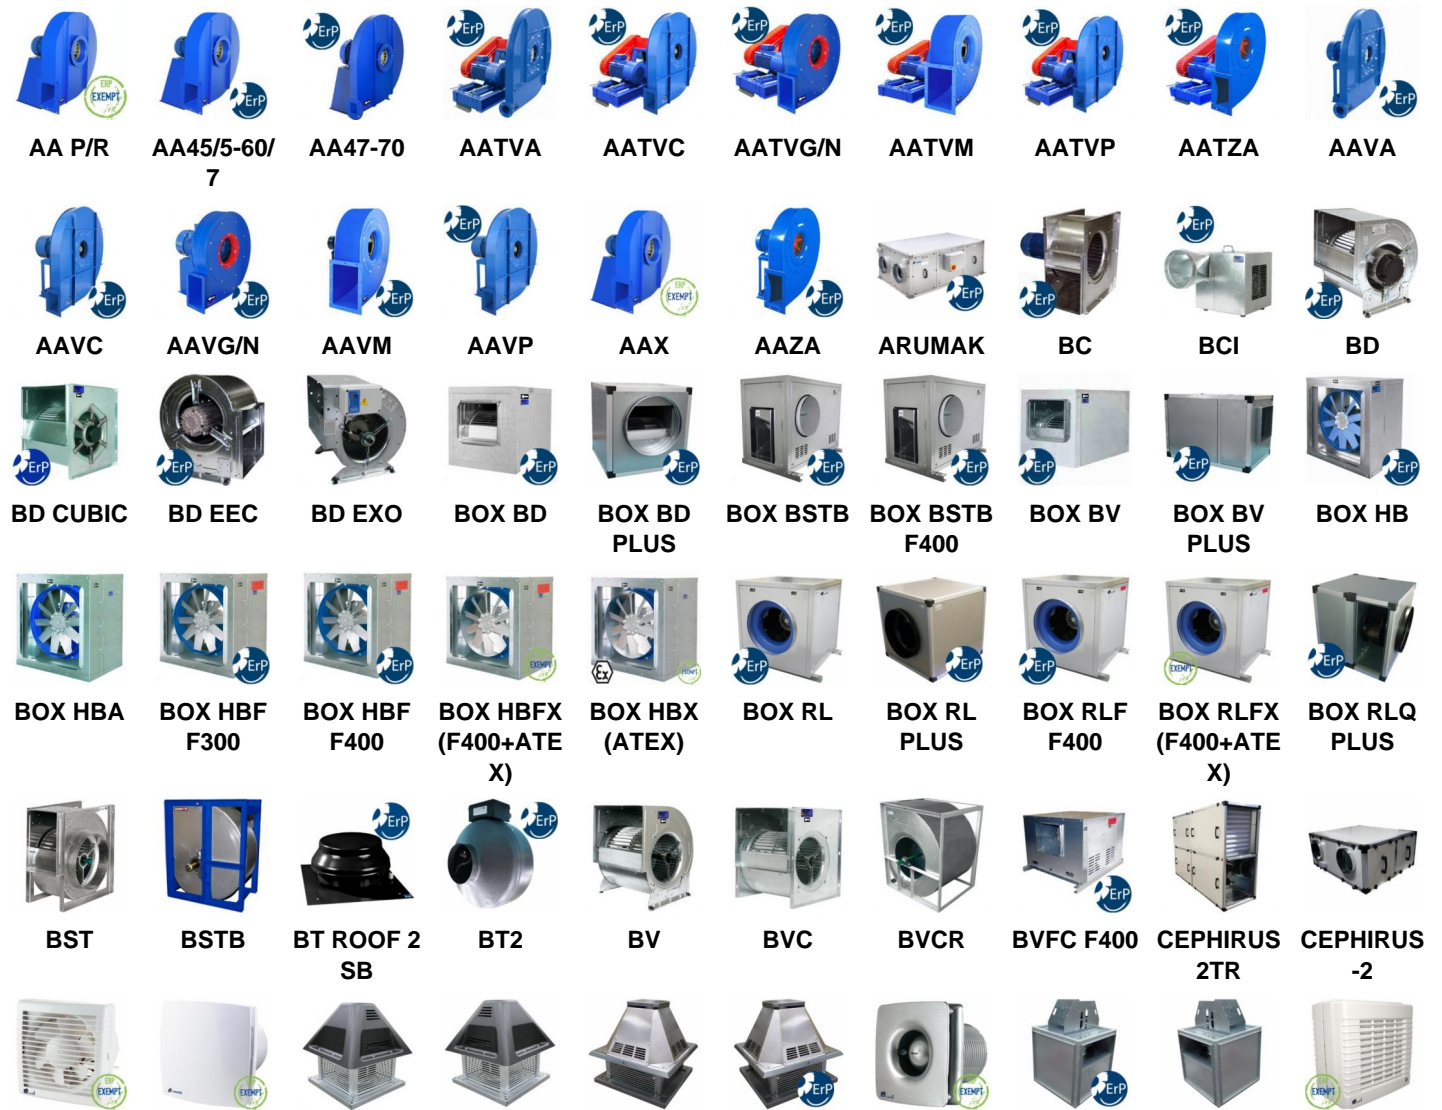 AA P/R AA45/5-60/ AA47-70 AATVA AATVC AATVG/N AATVM AATVP AATZA AAVA
7
AAVC AAVG/N AAVM AAVP AAX AAZA ARUMAK BC BCI BD
BD CUBIC BD EEC BD EXO BOX BD BOX BD BOX BSTB BOX BSTB BOX BV BOX BV BOX HB
PLUS F400 PLUS
BOX HBA BOX HBF BOX HBF BOX HBFX BOX HBX BOX RL BOX RL BOX RLF BOX RLFX BOX RLQ
F300 F400 (F400+ATE (ATEX) PLUS F400 (F400+ATE PLUS
X) X)
BST BSTB BT ROOF 2 BT2 BV BVC BVCR BVFC F400 CEPHIRUS CEPHIRUS
SB 2TR -2